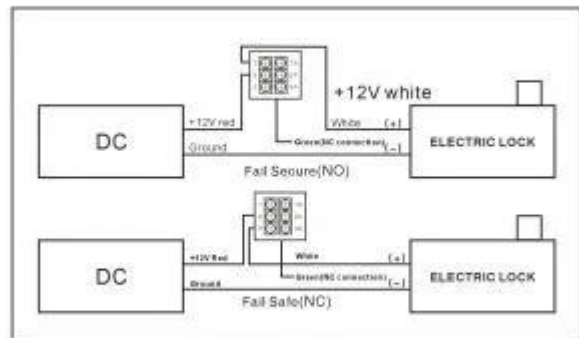 +12V white
+12V red
White
(+)
DC
Green(NC connection)
ELECTRIC LOCK
Ground
(-)
Fail Secure(NO)
+12V Red
White
(+)
DC
Green(NC connection)
ELECTRIC LOCK
Ground
(-)
Fail Safe(NC)